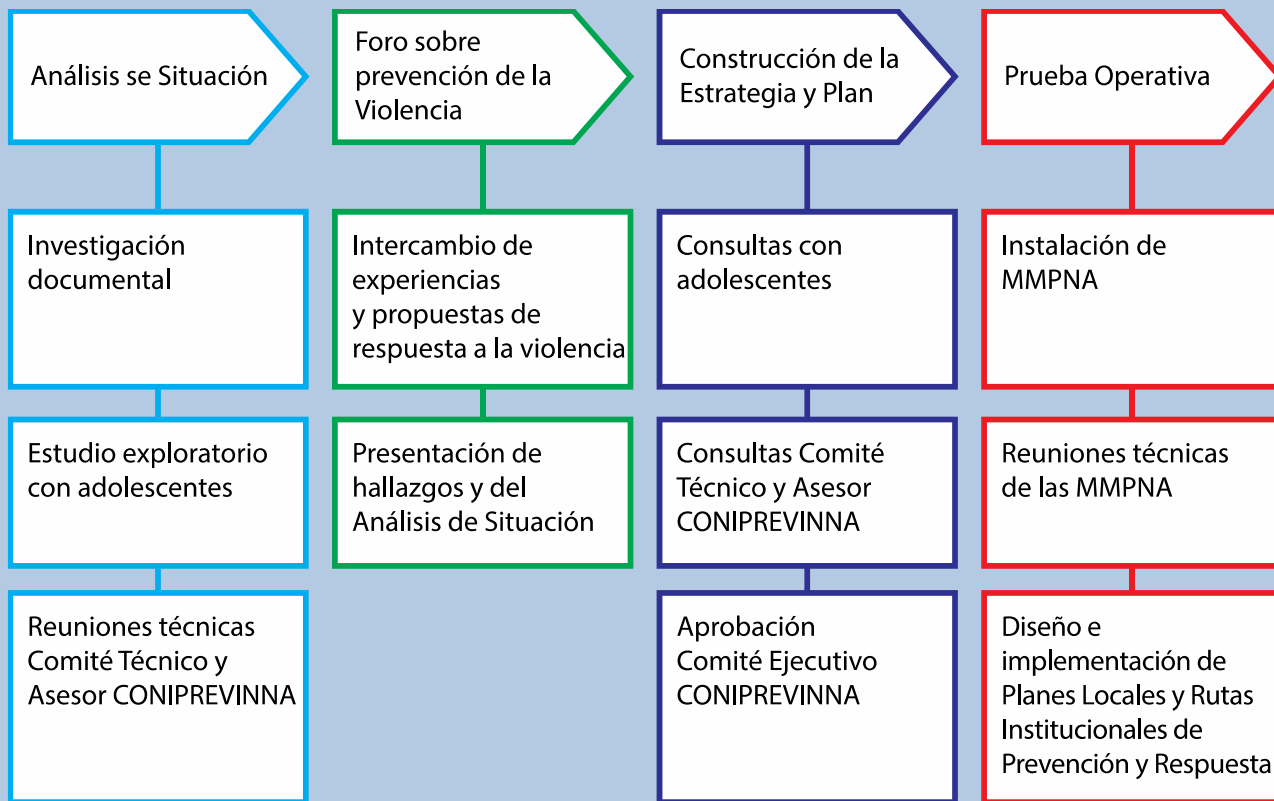 Análisis se Situación
Foro sobre
prevención de la
Violencia
Construcción de la
Estrategia y Plan
Prueba Operativa
Investigación
documental
Intercambio de
experiencias
y propuestas de
respuesta a la violencia
Consultas con
adolescentes
Instalación de
MMPNA
Estudio exploratorio
con adolescentes
Presentación de
hallazgos y del
Análisis de Situación
Consultas Comité
Técnico y Asesor
CONIPREVINNA
Reuniones técnicas
de las MMPNA
Reuniones técnicas
Comité Técnico y
Asesor CONIPREVINNA
Aprobación
Comité Ejecutivo
CONIPREVINNA
Diseño e
implementación de
Planes Locales y Rutas
Institucionales de
Prevención y Respuesta